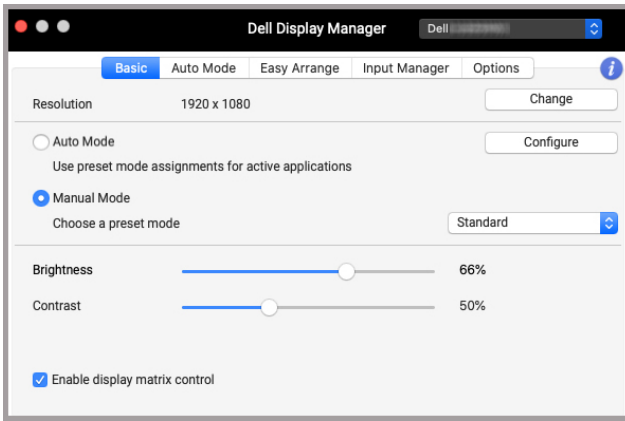 Dell Display Manager Dell
Basic Auto Mode Easy Arrange Input Manager Options i
Resolution 1920 x 1080 Change
Auto Mode Configure
Use preset mode assignments for active applications
Manual Mode
Choose a preset mode Standard
Brightness 66%
Contrast 50%
Enable display matrix control